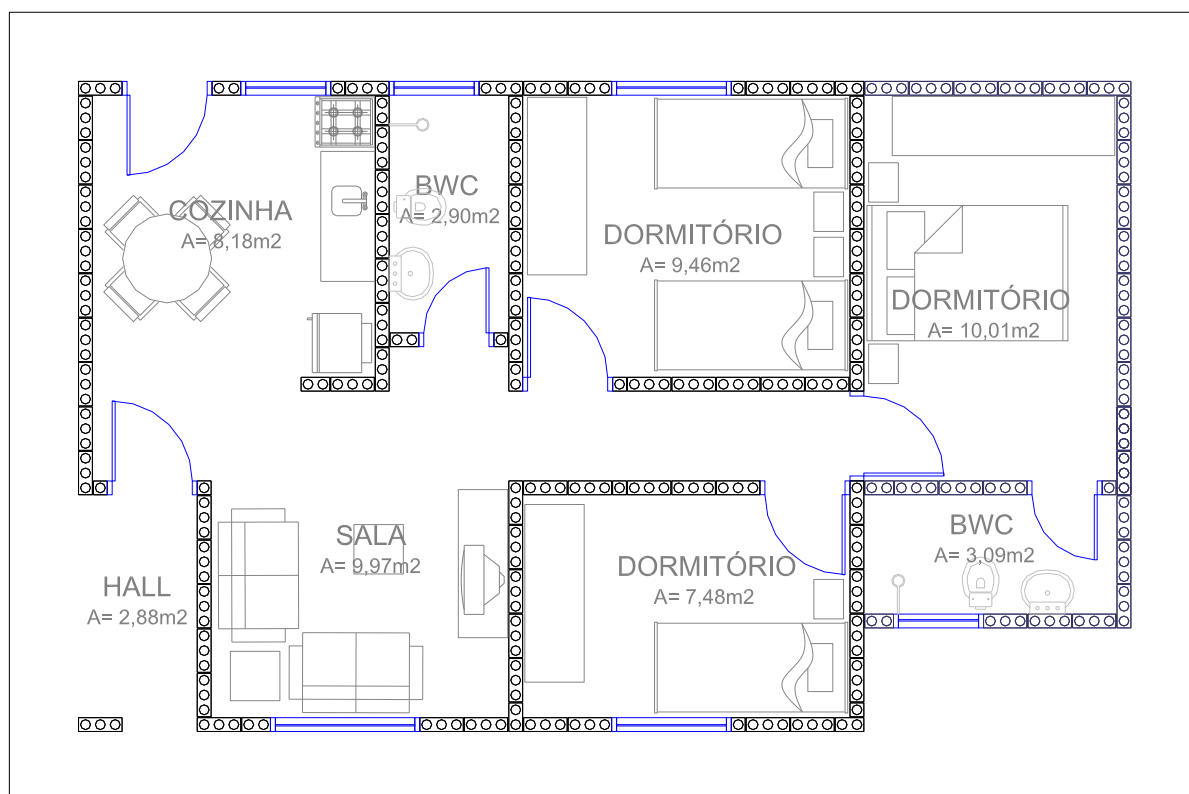 COZINHA
A= 8,18m2
BWC
A= 2,90m2
DORMITÓRIO
A= 9,46m2
DORMITÓRIO
A= 10,01m2
HALL
A= 2,88m2
SALA
A= 9,97m2
DORMITÓRIO
A= 7,48m2
BWC
A= 3,09m2